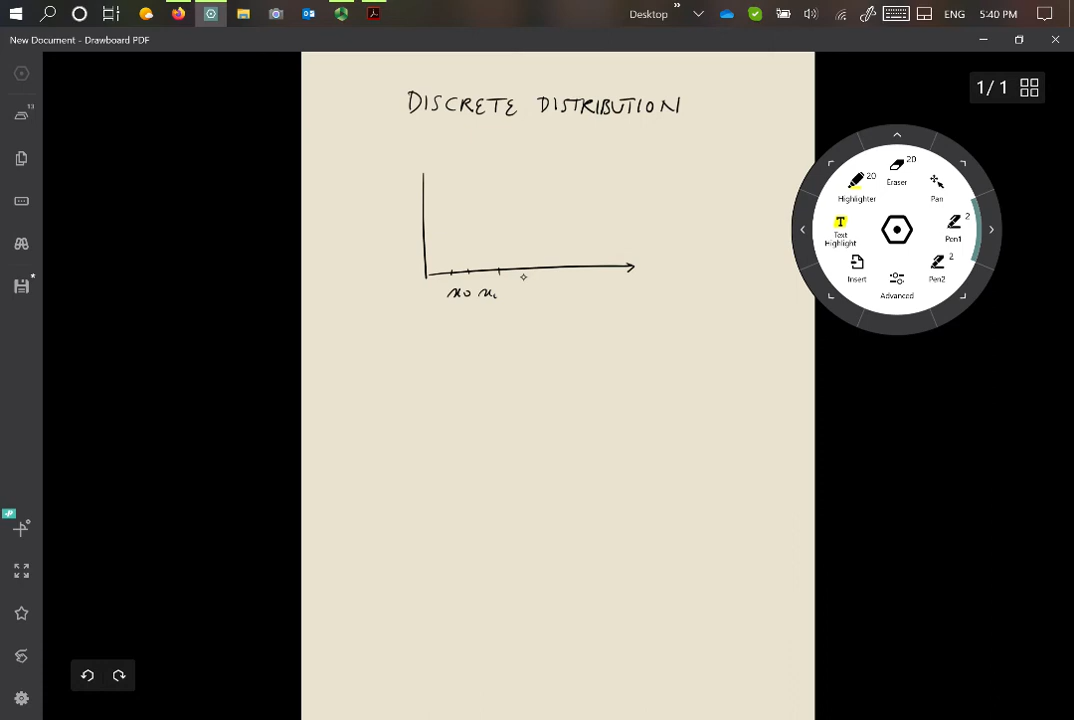 Desktop
ENG
5:40 PM
New Document - Drawboard PDF
DISCRETE DISTRIBUTION
1/ 1
13
20
Eraser
20
Highlighter
Pan
T
Text
Highlight
2
Pen1
Insert
2
Pen2
Advanced
x0 x1
P